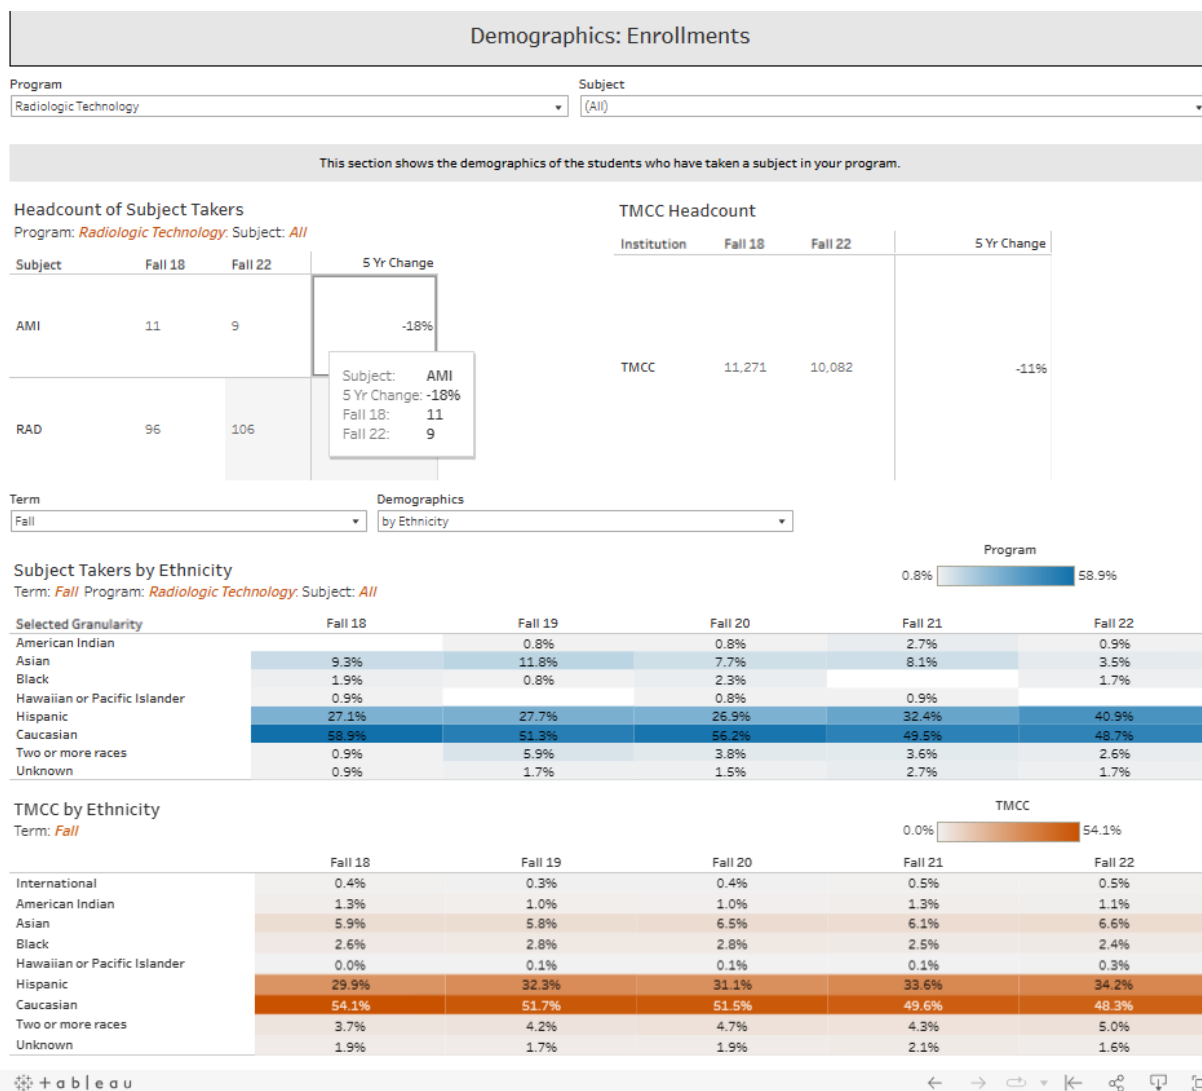 Demographics: Enrollments
Program Subject
Radiologic Technology (All)
This section shows the demographics of the students who have taken a subject in your program.
Headcount of Subject Takers
Program: Radiologic Technology. Subject: All
Subject Fall 18 Fall 22 5 Yr Change
AMI 11 9 -18%
RAD 96 106
Subject: AMI
5 Yr Change: -18%
Fall 18: 11
Fall 22: 9
TMCC Headcount
Institution Fall 18 Fall 22 5 Yr Change
TMCC 11,271 10,082 -11%
Term Demographics
Fall by Ethnicity
Subject Takers by Ethnicity
Term: Fall Program: Radiologic Technology. Subject: All
Program
0.8% 58.9%
Selected Granularity Fall 18 Fall 19 Fall 20 Fall 21 Fall 22
American Indian 0.8% 0.8% 2.7% 0.9%
Asian 9.3% 11.8% 7.7% 8.1% 3.5%
Black 1.9% 0.8% 2.3% 1.7%
Hawaiian or Pacific Islander 0.9% 0.8% 0.9%
Hispanic 27.1% 27.7% 26.9% 32.4% 40.9%
Caucasian 58.9% 51.3% 56.2% 49.5% 48.7%
Two or more races 0.9% 5.9% 3.8% 3.6% 2.6%
Unknown 0.9% 1.7% 1.5% 2.7% 1.7%
TMCC by Ethnicity
Term: Fall
TMCC
0.0% 54.1%
Fall 18 Fall 19 Fall 20 Fall 21 Fall 22
International 0.4% 0.3% 0.4% 0.5% 0.5%
American Indian 1.3% 1.0% 1.0% 1.3% 1.1%
Asian 5.9% 5.8% 6.5% 6.1% 6.6%
Black 2.6% 2.8% 2.8% 2.5% 2.4%
Hawaiian or Pacific Islander 0.0% 0.1% 0.1% 0.1% 0.3%
Hispanic 29.9% 32.3% 31.1% 33.6% 34.2%
Caucasian 54.1% 51.7% 51.5% 49.6% 48.3%
Two or more races 3.7% 4.2% 4.7% 4.3% 5.0%
Unknown 1.9% 1.7% 1.9% 2.1% 1.6%
+ableau